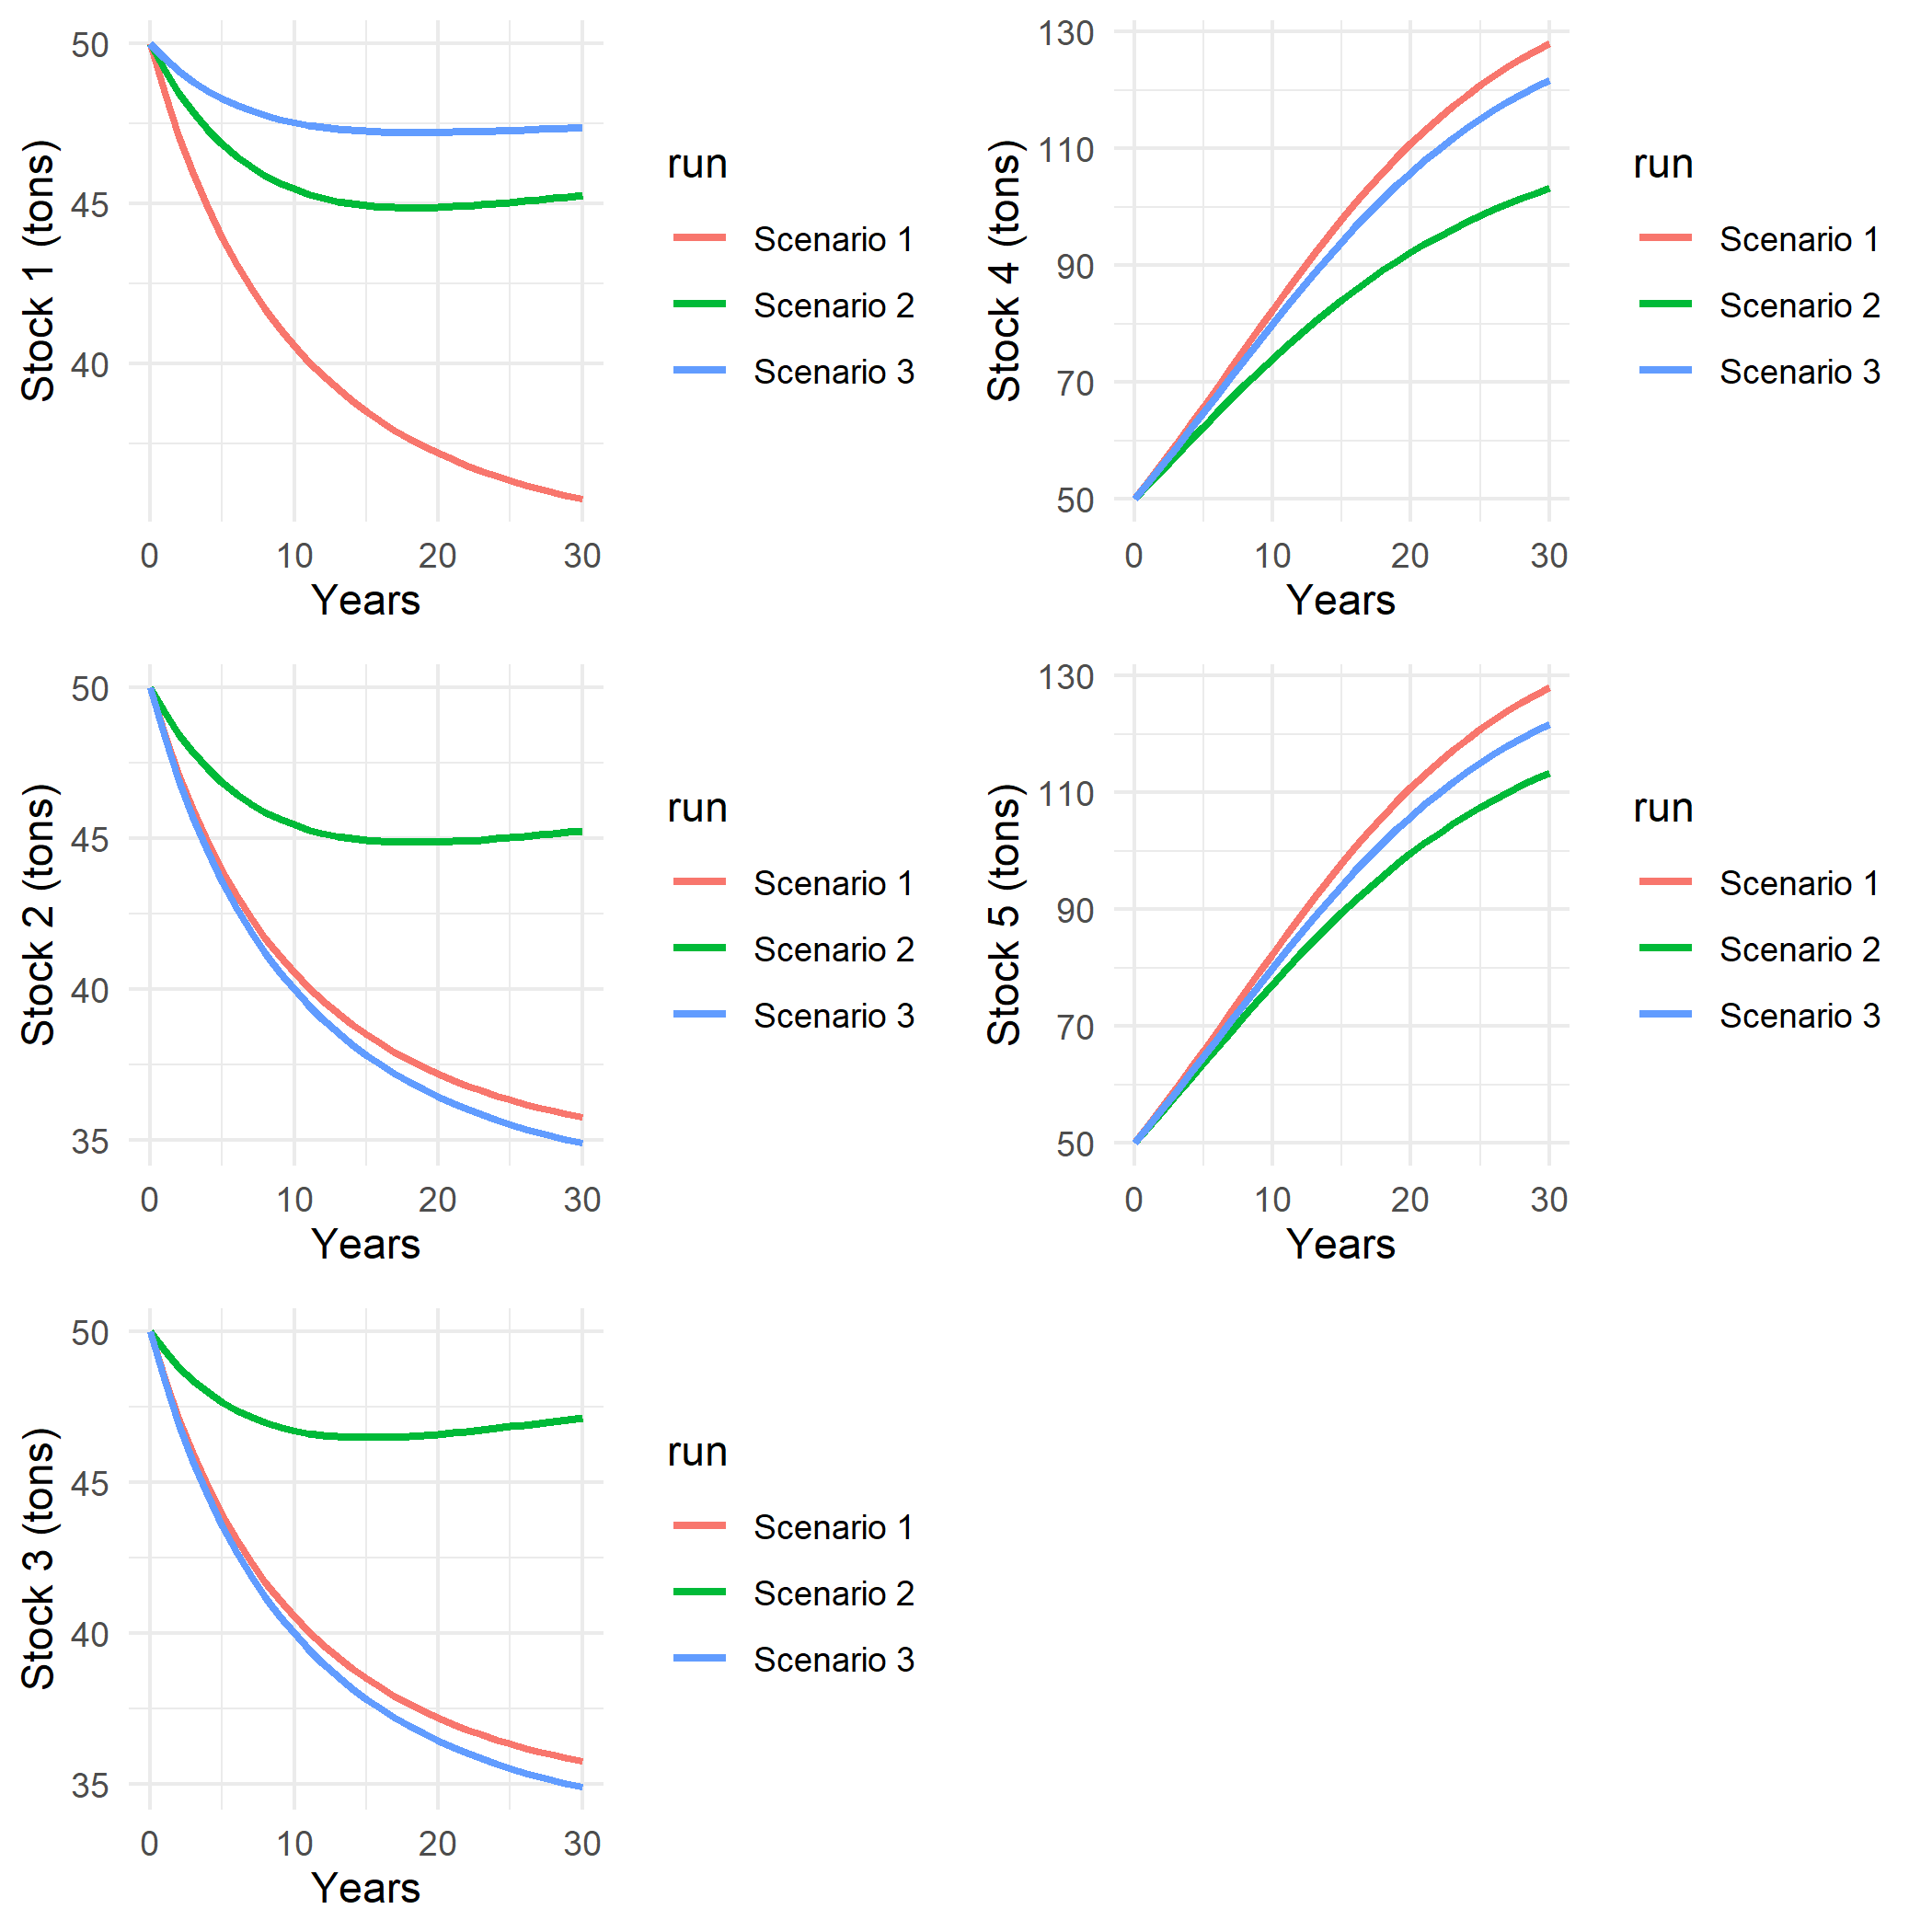 Stock 1 (tons)
50
45
40
0 10 20 30
Years
run
Scenario 1
Scenario 2
Scenario 3
Stock 4 (tons)
130
110
90
70
50
0 10 20 30
Years
run
Scenario 1
Scenario 2
Scenario 3
Stock 2 (tons)
50
45
40
35
0 10 20 30
Years
run
Scenario 1
Scenario 2
Scenario 3
Stock 5 (tons)
130
110
90
70
50
0 10 20 30
Years
run
Scenario 1
Scenario 2
Scenario 3
Stock 3 (tons)
50
45
40
35
0 10 20 30
Years
run
Scenario 1
Scenario 2
Scenario 3